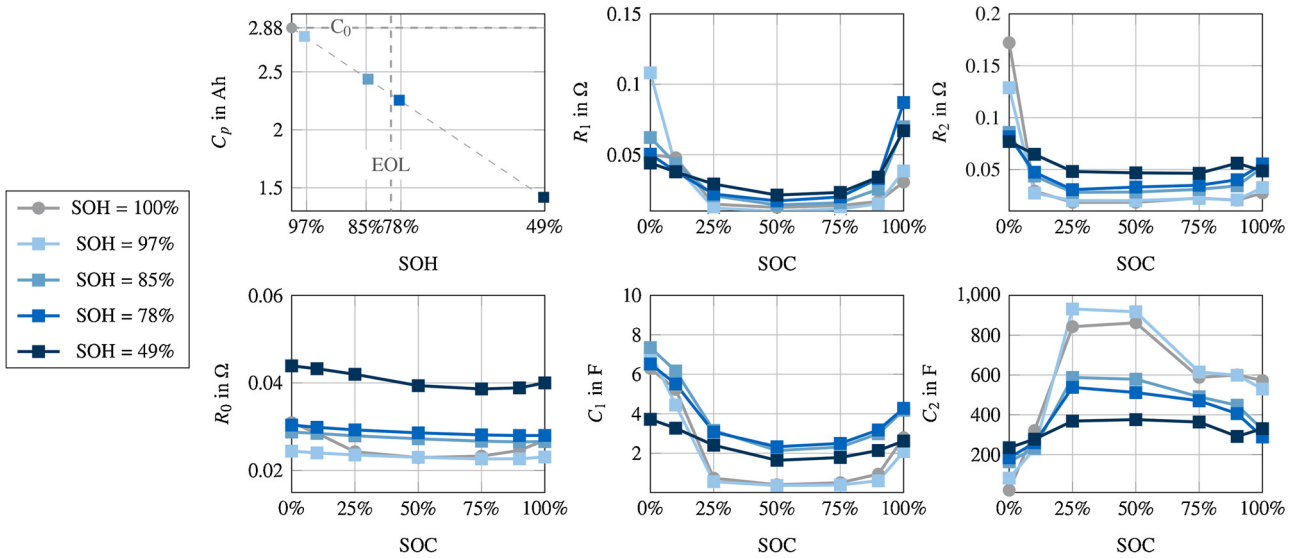 SOH = 100%
SOH = 97%
SOH = 85%
SOH = 78%
SOH = 49%
C_p in Ah
2.88
2.5
2
1.5
C₀
EOL
97%
85%
78%
49%
SOH
R₁ in Ω
0.15
0.1
0.05
0%
25%
50%
75%
100%
SOC
R₂ in Ω
0.2
0.15
0.1
0.05
0%
25%
50%
75%
100%
SOC
R₀ in Ω
0.06
0.04
0.02
0%
25%
50%
75%
100%
SOC
C₁ in F
10
8
6
4
2
0%
25%
50%
75%
100%
SOC
C₂ in F
1,000
800
600
400
200
0%
25%
50%
75%
100%
SOC